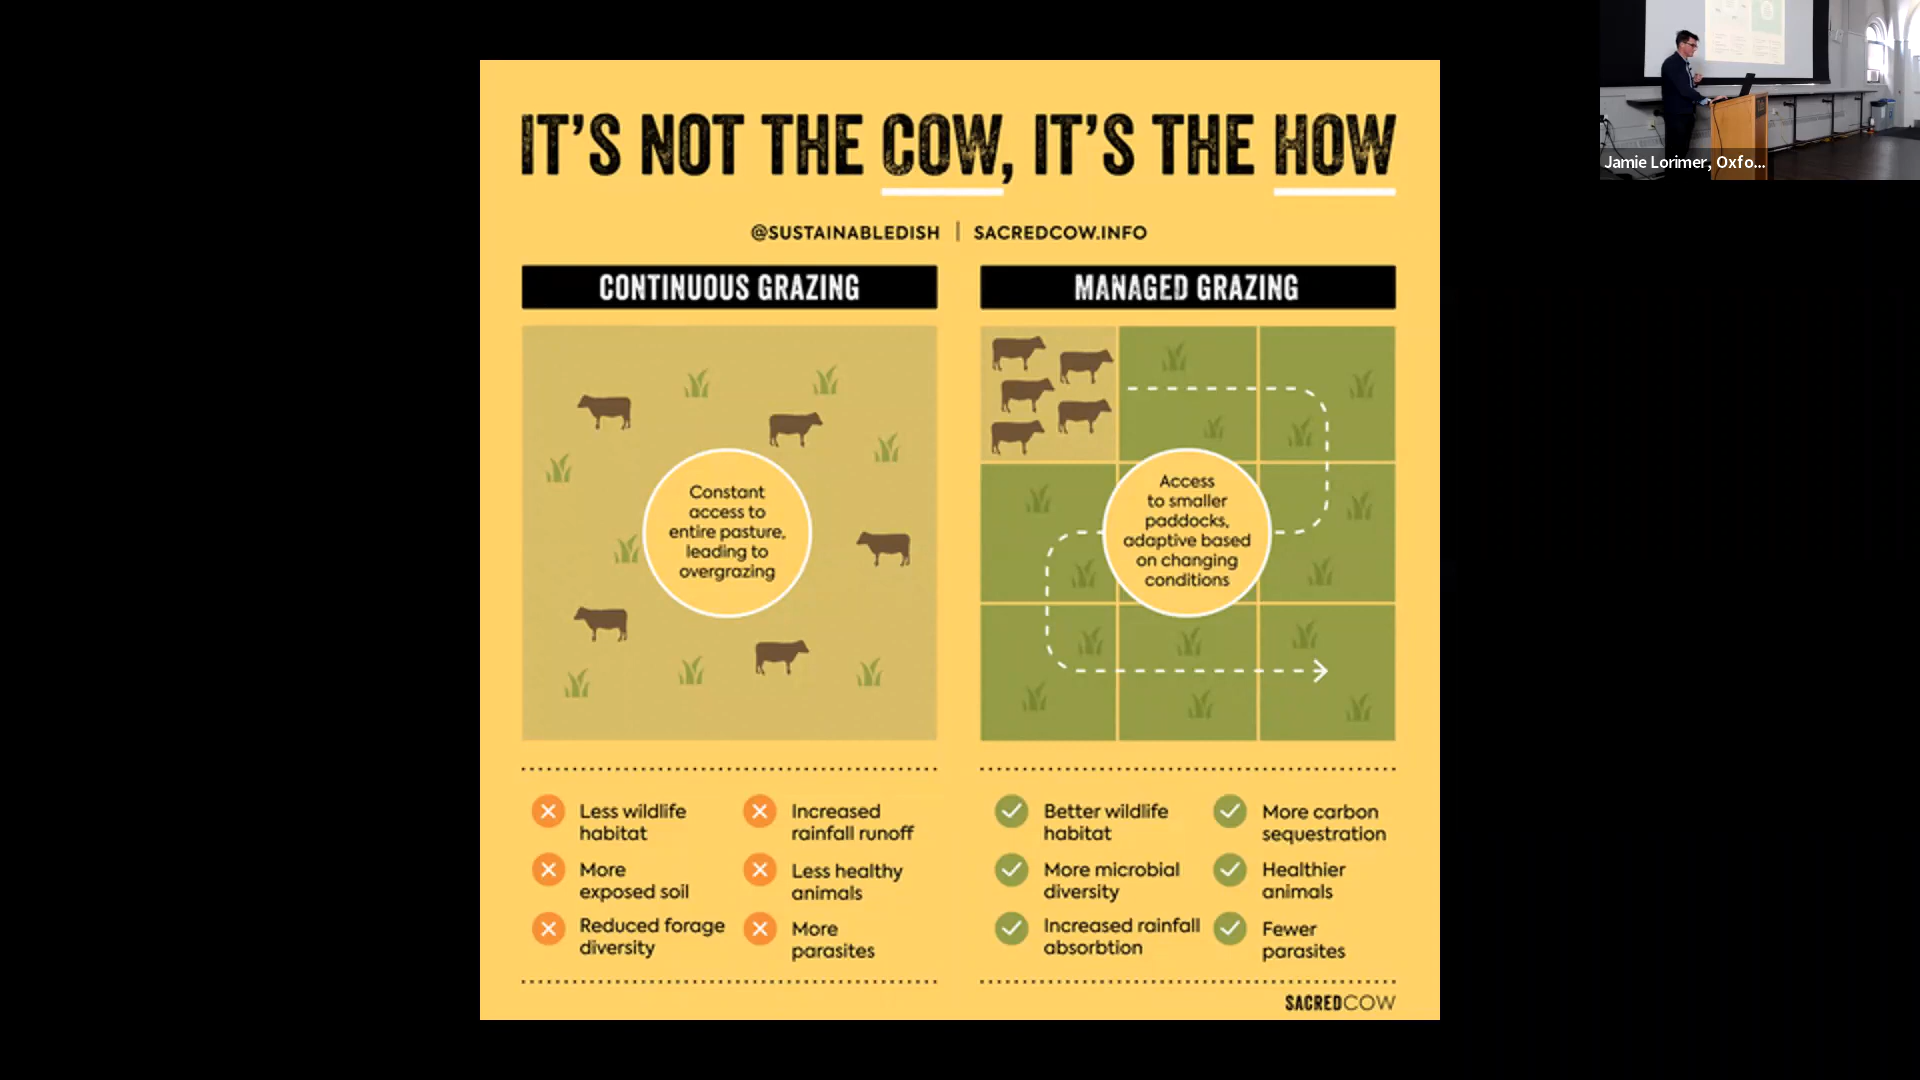 IT'S NOT THE COW, IT'S THE HOW
@SUSTAINABLEDISH | SACREDCOW.INFO
CONTINUOUS GRAZING
Constant
access to
entire pasture,
leading to
overgrazing
Less wildlife
habitat
More
exposed soil
Reduced forage
diversity
Increased
rainfall runoff
Less healthy
animals
More
parasites
MANAGED GRAZING
Access
to smaller
paddocks,
adaptive based
on changing
conditions
Better wildlife
habitat
More microbial
diversity
Increased rainfall
absorbtion
More carbon
sequestration
Healthier
animals
Fewer
parasites
SACREDCOW
Jamie Lorimer, Oxfo...